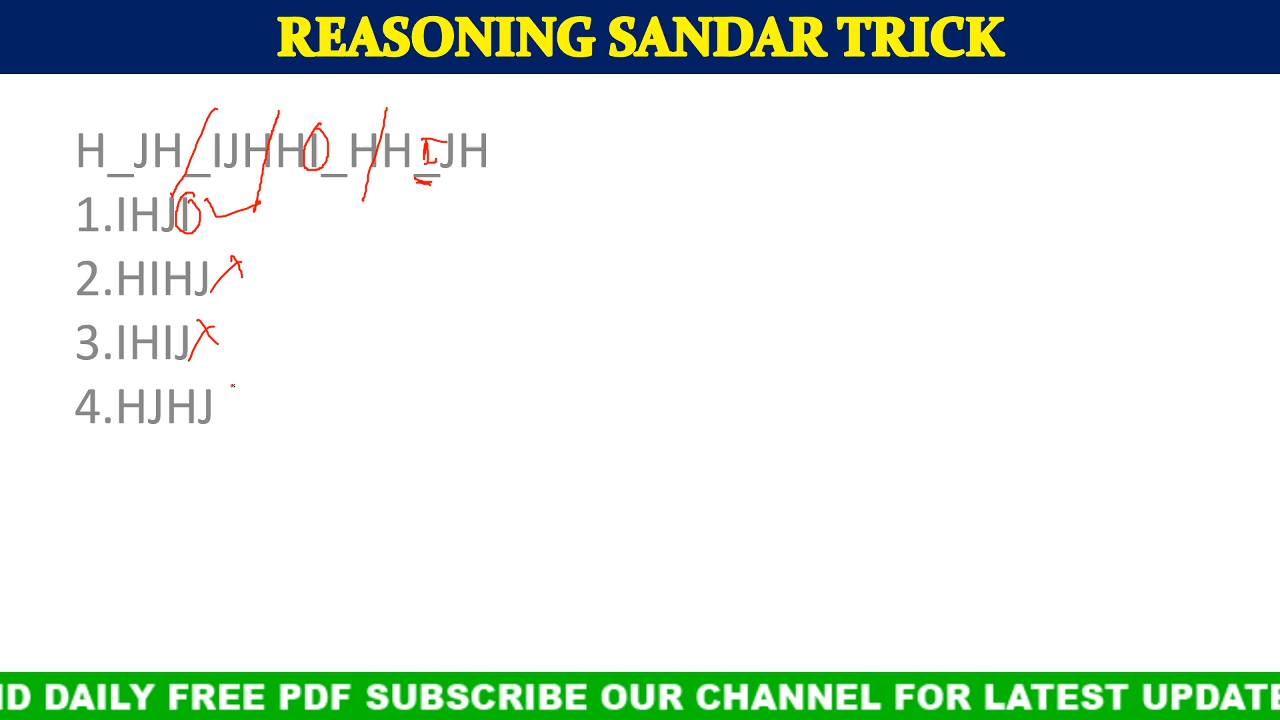 REASONING SANDAR TRICK
H_JH_IJHHI_HH_JH
I
1.IHJI
2.HIHJ
3.IHIJ
4.HJHJ
ND DAILY FREE PDF SUBSCRIBE OUR CHANNEL FOR LATEST UPDATE